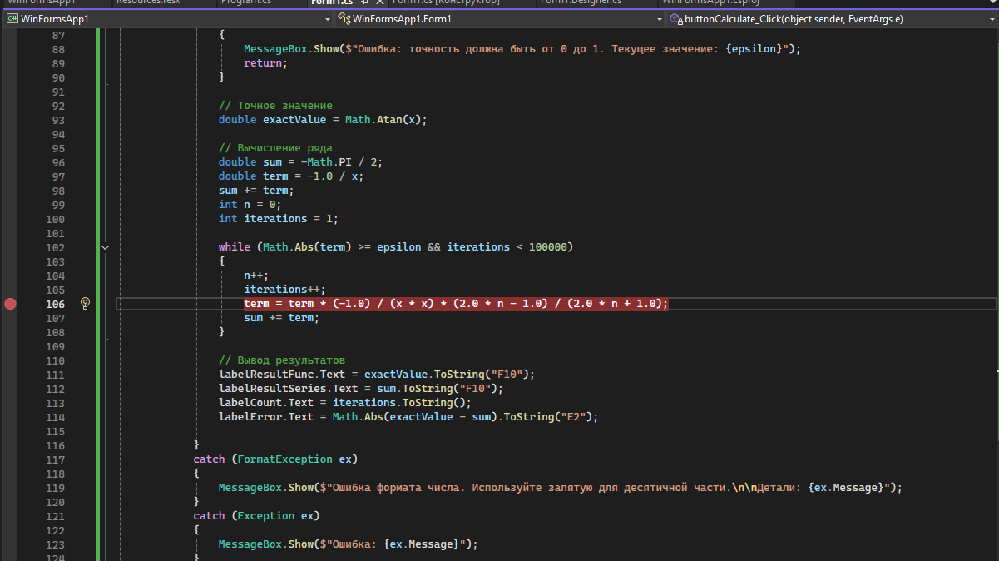 WinFormsApp1 Resources.resx Program.cs Form1.cs Form1.cs [Конструктор] Form1.Designer.cs WinFormsApp1.csproj
C# WinFormsApp1 WinFormsApp1.Form1 buttonCalculate_Click(object sender, EventArgs e)
87 {
88 MessageBox.Show($"Ошибка: точность должна быть от 0 до 1. Текущее значение: {epsilon}");
89 return;
90 }
91
92 // Точное значение
93 double exactValue = Math.Atan(x);
94
95 // Вычисление ряда
96 double sum = -Math.PI / 2;
97 double term = -1.0 / x;
98 sum += term;
99 int n = 0;
100 int iterations = 1;
101
102 while (Math.Abs(term) >= epsilon && iterations < 100000)
103 {
104 n++;
105 iterations++;
106 term = term * (-1.0) / (x * x) * (2.0 * n - 1.0) / (2.0 * n + 1.0);
107 sum += term;
108 }
109
110 // Вывод результатов
111 labelResultFunc.Text = exactValue.ToString("F10");
112 labelResultSeries.Text = sum.ToString("F10");
113 labelCount.Text = iterations.ToString();
114 labelError.Text = Math.Abs(exactValue - sum).ToString("E2");
115
116 }
117 catch (FormatException ex)
118 {
119 MessageBox.Show($"Ошибка формата числа. Используйте запятую для десятичной части.\n\nДетали: {ex.Message}");
120 }
121 catch (Exception ex)
122 {
123 MessageBox.Show($"Ошибка: {ex.Message}");
124 }